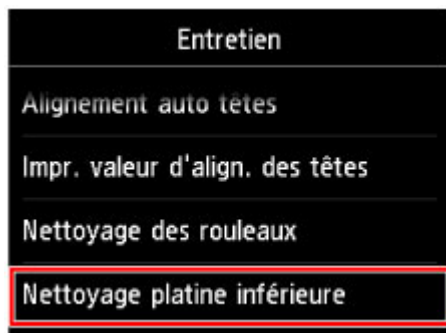 Entretien
Alignement auto têtes
Impr. valeur d'align. des têtes
Nettoyage des rouleaux
Nettoyage platine inférieure